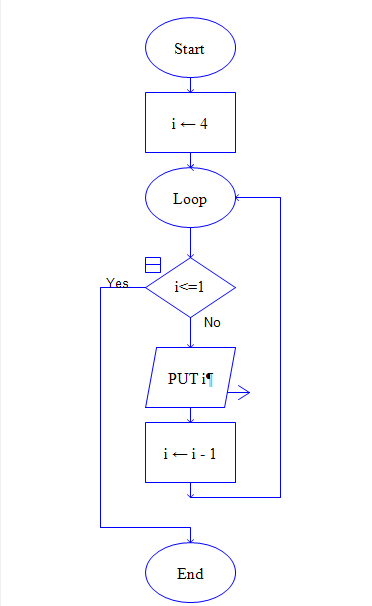 Start
i ← 4
Loop
Yes
i<=1
No
PUT i¶
i ← i - 1
End